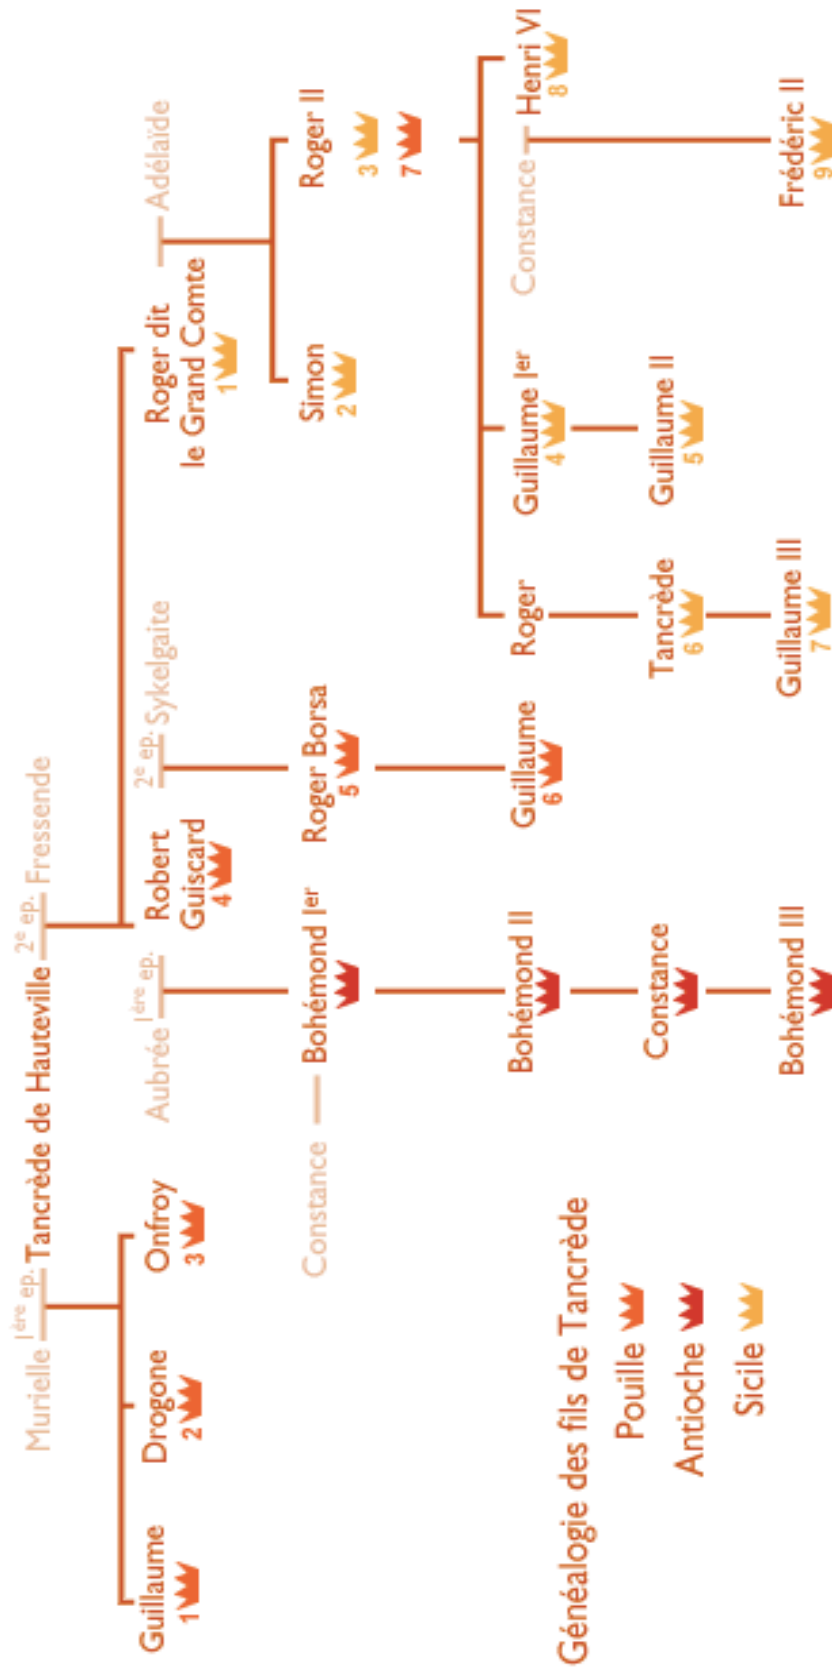 Murielle 1ère ep. Tancrède de Hauteville 2e ep. Fressende
Guillaume
1
Drogone
2
Onfroy
3
Aubrée 1ère ep.
Robert
Guiscard
4
2e ep. Sykelgaite
Roger dit
le Grand Comte
1
Adélaïde
Constance
Bohémond Ier
Roger Borsa
5
Simon
2
Roger II
3
7
Bohémond II
Guillaume
6
Roger
Guillaume Ier
4
Constance
Henri VI
8
Constance
Tancrède
6
Guillaume II
5
Bohémond III
Guillaume III
7
Frédéric II
9
Généalogie des fils de Tancrède
Pouille
Antioche
Sicile